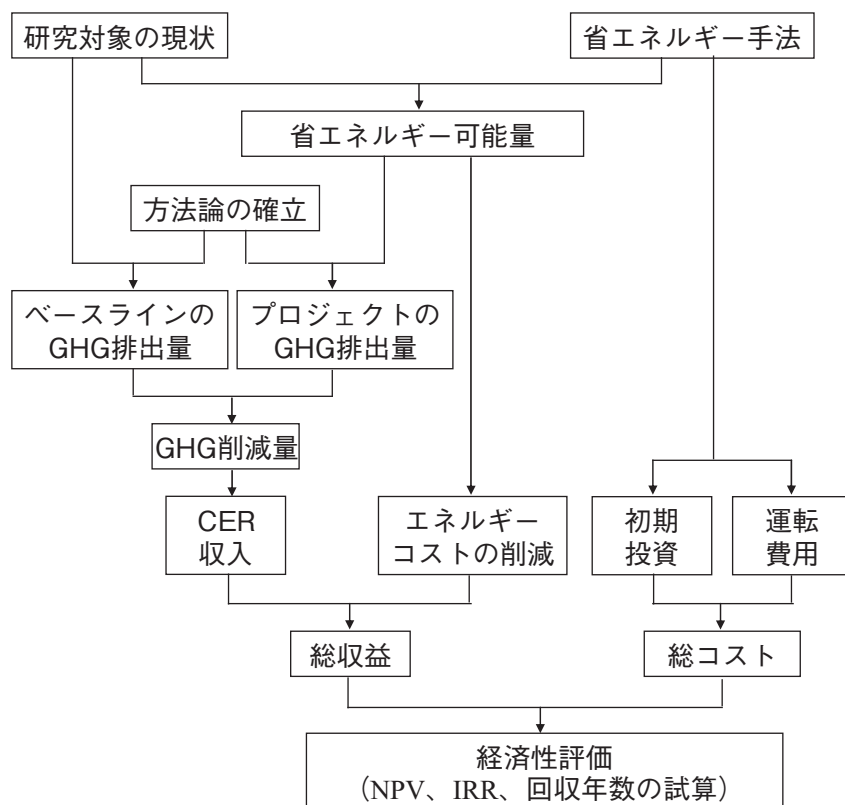 研究対象の現状
省エネルギー手法
省エネルギー可能量
方法論の確立
ベースラインの
GHG排出量
プロジェクトの
GHG排出量
GHG削減量
CER
収入
エネルギー
コストの削減
初期
投資
運転
費用
総収益
総コスト
経済性評価
(NPV、IRR、回収年数の試算)